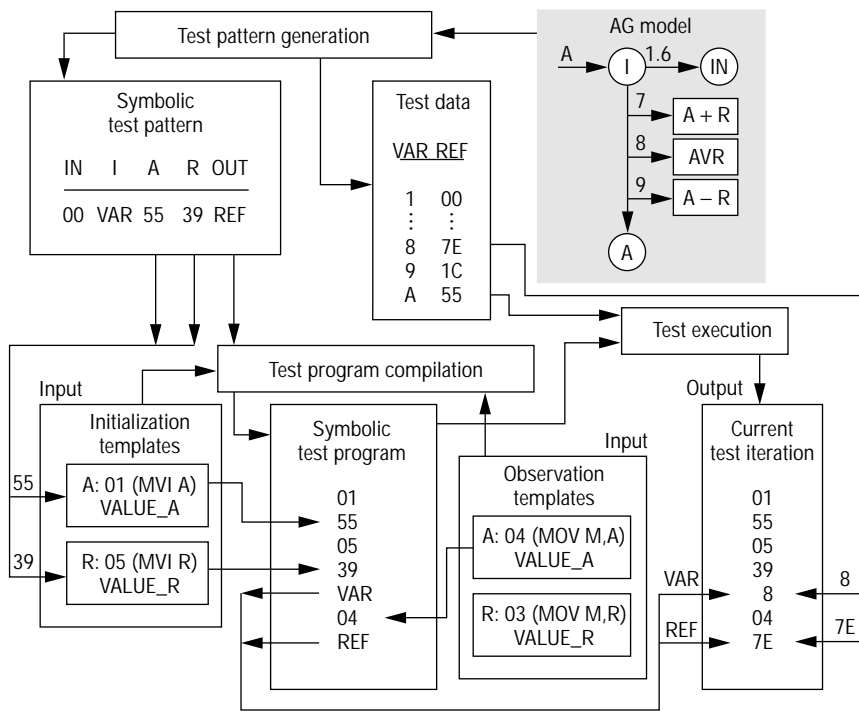 Test pattern generation
AG model
A
I
1.6
IN
7
A + R
8
AVR
9
A – R
A
Symbolic
test pattern
IN I A R OUT
00 VAR 55 39 REF
Test data
VAR REF
1 00
⋮ ⋮
8 7E
9 1C
A 55
Test execution
Test program compilation
Input
Initialization
templates
55
A: 01 (MVI A)
VALUE_A
39
R: 05 (MVI R)
VALUE_R
Symbolic
test program
01
55
05
39
VAR
04
REF
Input
Observation
templates
A: 04 (MOV M,A)
VALUE_A
R: 03 (MOV M,R)
VALUE_R
Output
Current
test iteration
01
55
05
39
8
04
7E
VAR
REF
8
7E